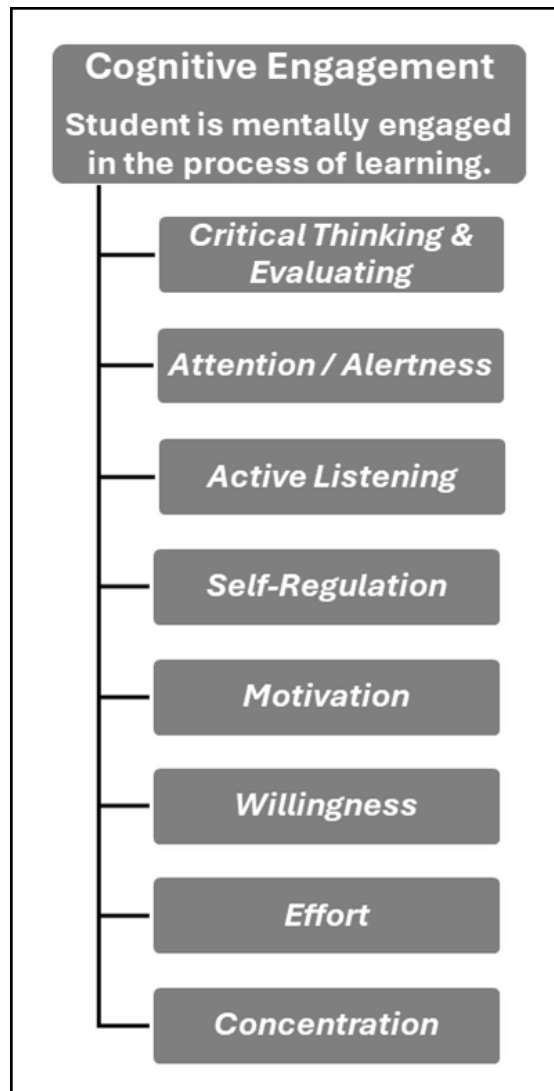 Cognitive Engagement
Student is mentally engaged
in the process of learning.
Critical Thinking &
Evaluating
Attention / Alertness
Active Listening
Self-Regulation
Motivation
Willingness
Effort
Concentration